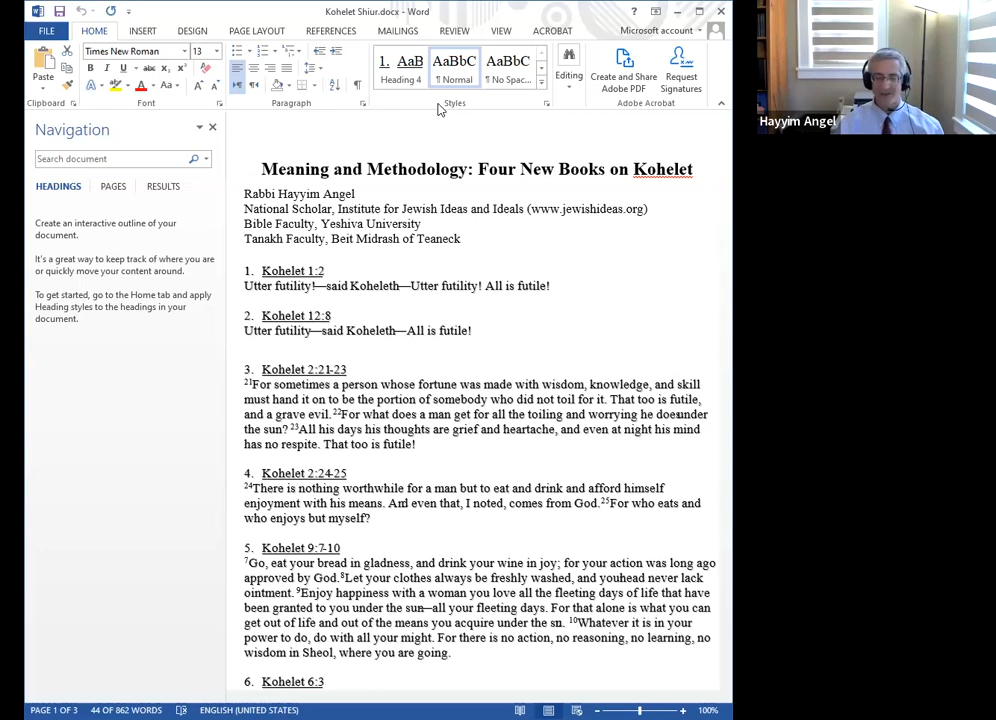 Kohelet Shiur.docx - Word
FILE HOME INSERT DESIGN PAGE LAYOUT REFERENCES MAILINGS REVIEW VIEW ACROBAT Microsoft account
Times New Roman 13
Paste
1. AaB AaBbC AaBbC
Heading 4 ¶ Normal ¶ No Spac...
Editing
Create and Share Adobe PDF
Request Signatures
Clipboard Font Paragraph Styles Adobe Acrobat
Navigation
Search document
HEADINGS PAGES RESULTS
Create an interactive outline of your
document.
It's a great way to keep track of where you are
or quickly move your content around.
To get started, go to the Home tab and apply
Heading styles to the headings in your
document.
Meaning and Methodology: Four New Books on Kohelet
Rabbi Hayyim Angel
National Scholar, Institute for Jewish Ideas and Ideals (www.jewishideas.org)
Bible Faculty, Yeshiva University
Tanakh Faculty, Beit Midrash of Teaneck
1. Kohelet 1:2
Utter futility!—said Koheleth—Utter futility! All is futile!
2. Kohelet 12:8
Utter futility—said Koheleth—All is futile!
3. Kohelet 2:21-23
21For sometimes a person whose fortune was made with wisdom, knowledge, and skill
must hand it on to be the portion of somebody who did not toil for it. That too is futile,
and a grave evil. 22For what does a man get for all the toiling and worrying he does under
the sun? 23All his days his thoughts are grief and heartache, and even at night his mind
has no respite. That too is futile!
4. Kohelet 2:24-25
24There is nothing worthwhile for a man but to eat and drink and afford himself
enjoyment with his means. And even that, I noted, comes from God. 25For who eats and
who enjoys but myself?
5. Kohelet 9:7-10
7Go, eat your bread in gladness, and drink your wine in joy; for your action was long ago
approved by God. 8Let your clothes always be freshly washed, and your head never lack
ointment. 9Enjoy happiness with a woman you love all the fleeting days of life that have
been granted to you under the sun—all your fleeting days. For that alone is what you can
get out of life and out of the means you acquire under the sun. 10Whatever it is in your
power to do, do with all your might. For there is no action, no reasoning, no learning, no
wisdom in Sheol, where you are going.
6. Kohelet 6:3
PAGE 1 OF 3 44 OF 862 WORDS ENGLISH (UNITED STATES) 100%
Hayyim Angel